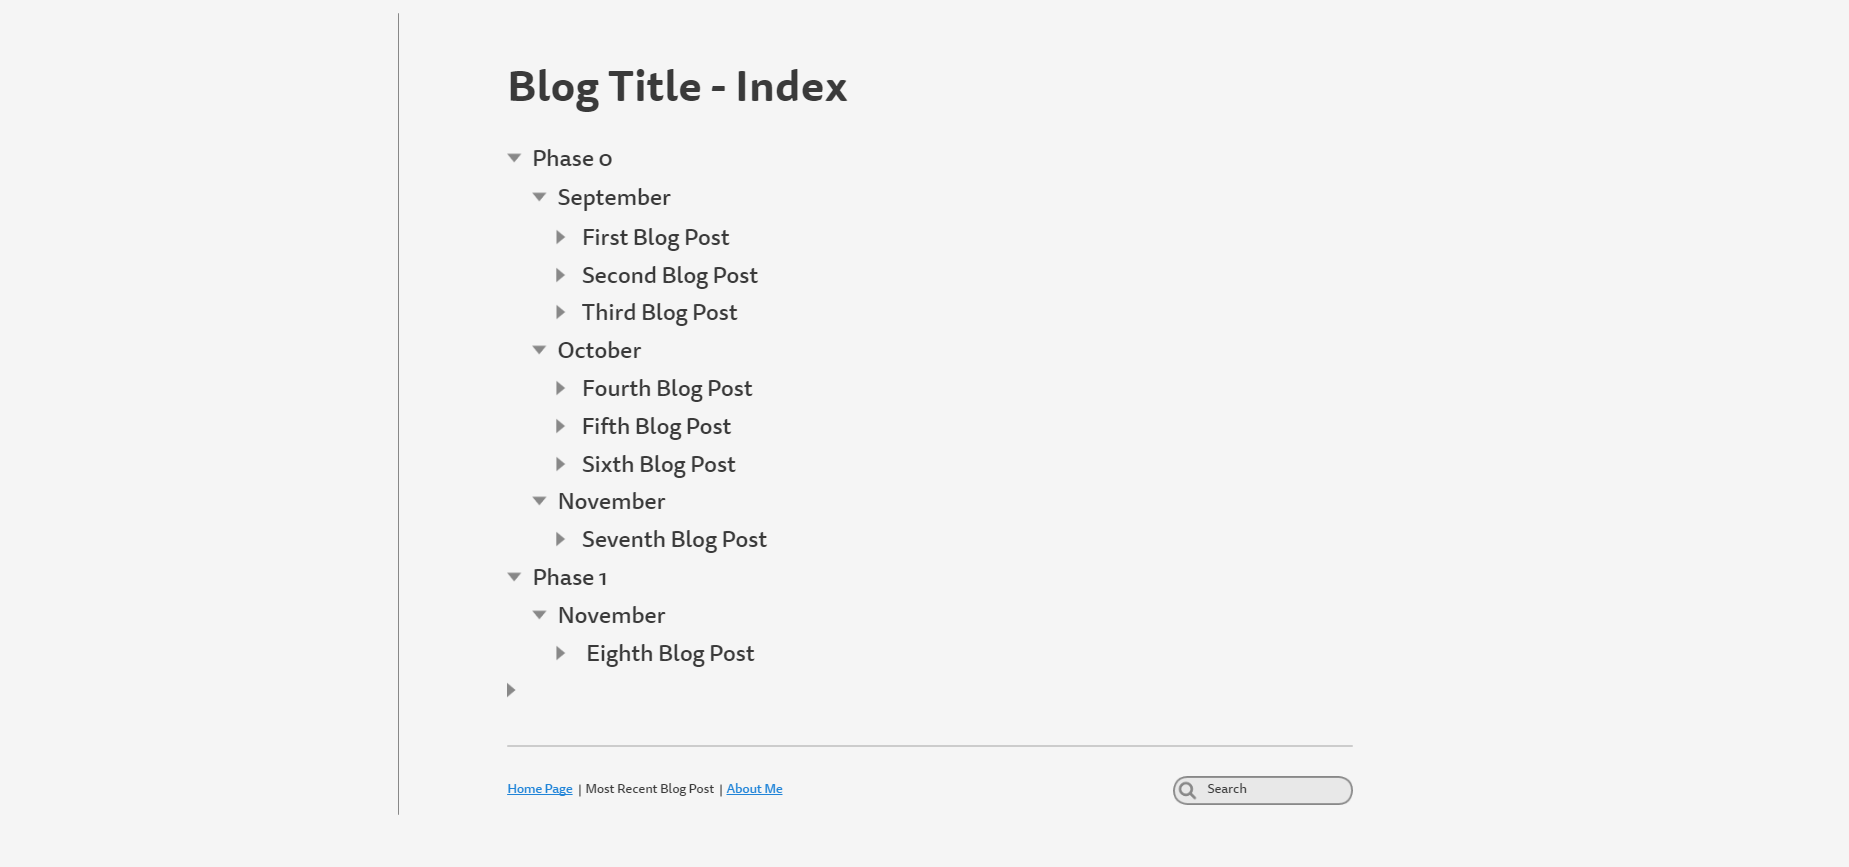 Blog Title - Index
Phase 0
September
First Blog Post
Second Blog Post
Third Blog Post
October
Fourth Blog Post
Fifth Blog Post
Sixth Blog Post
November
Seventh Blog Post
Phase 1
November
Eighth Blog Post
Home Page | Most Recent Blog Post | About Me
Search